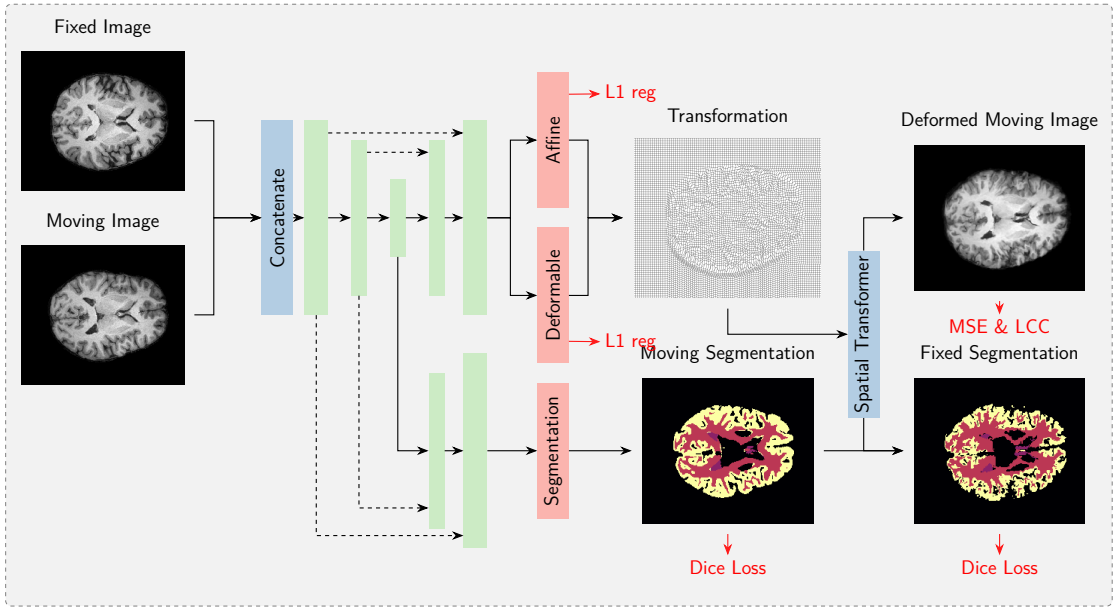 Fixed Image
Moving Image
Concatenate
Affine
L1 reg
Deformable
L1 reg
Segmentation
Transformation
Moving Segmentation
Dice Loss
Spatial Transformer
Deformed Moving Image
MSE & LCC
Fixed Segmentation
Dice Loss